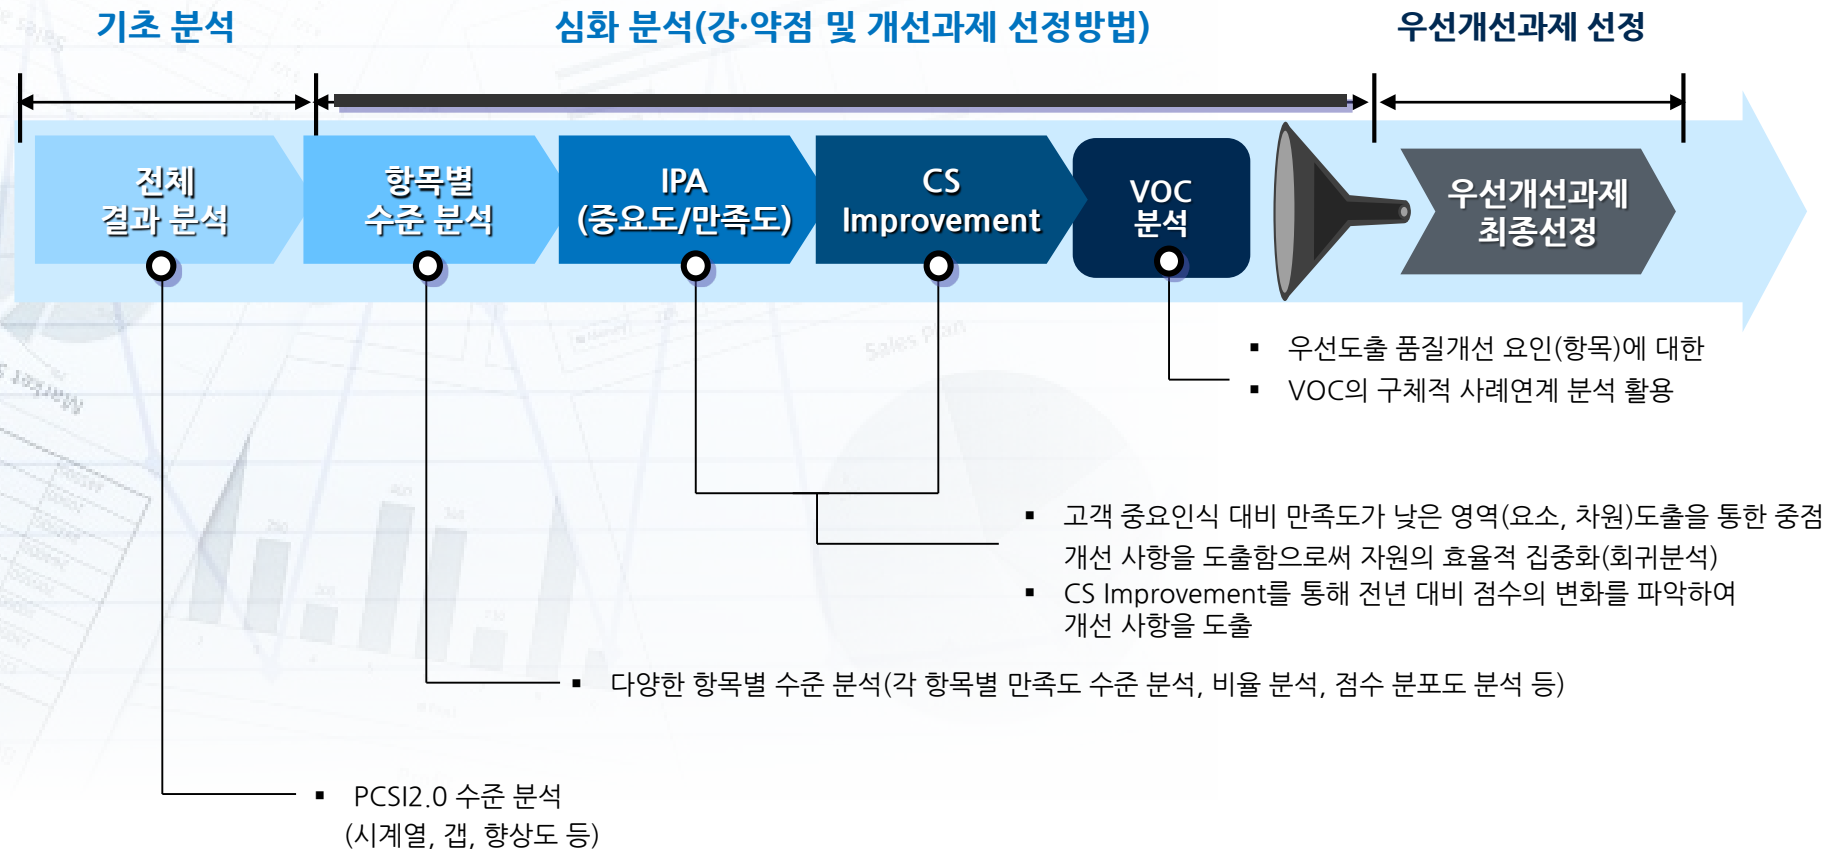 기초 분석
심화 분석(강·약점 및 개선과제 선정방법)
우선개선과제 선정
전체
결과 분석
항목별
수준 분석
IPA
(중요도/만족도)
CS
Improvement
VOC
분석
우선개선과제
최종선정
▪ 우선도출 품질개선 요인(항목)에 대한
▪ VOC의 구체적 사례연계 분석 활용
▪ 고객 중요인식 대비 만족도가 낮은 영역(요소, 차원)도출을 통한 중점
개선 사항을 도출함으로써 자원의 효율적 집중화(회귀분석)
▪ CS Improvement를 통해 전년 대비 점수의 변화를 파악하여
개선 사항을 도출
▪ 다양한 항목별 수준 분석(각 항목별 만족도 수준 분석, 비율 분석, 점수 분포도 분석 등)
▪ PCSI2.0 수준 분석
(시계열, 갭, 향상도 등)
Sales Plan